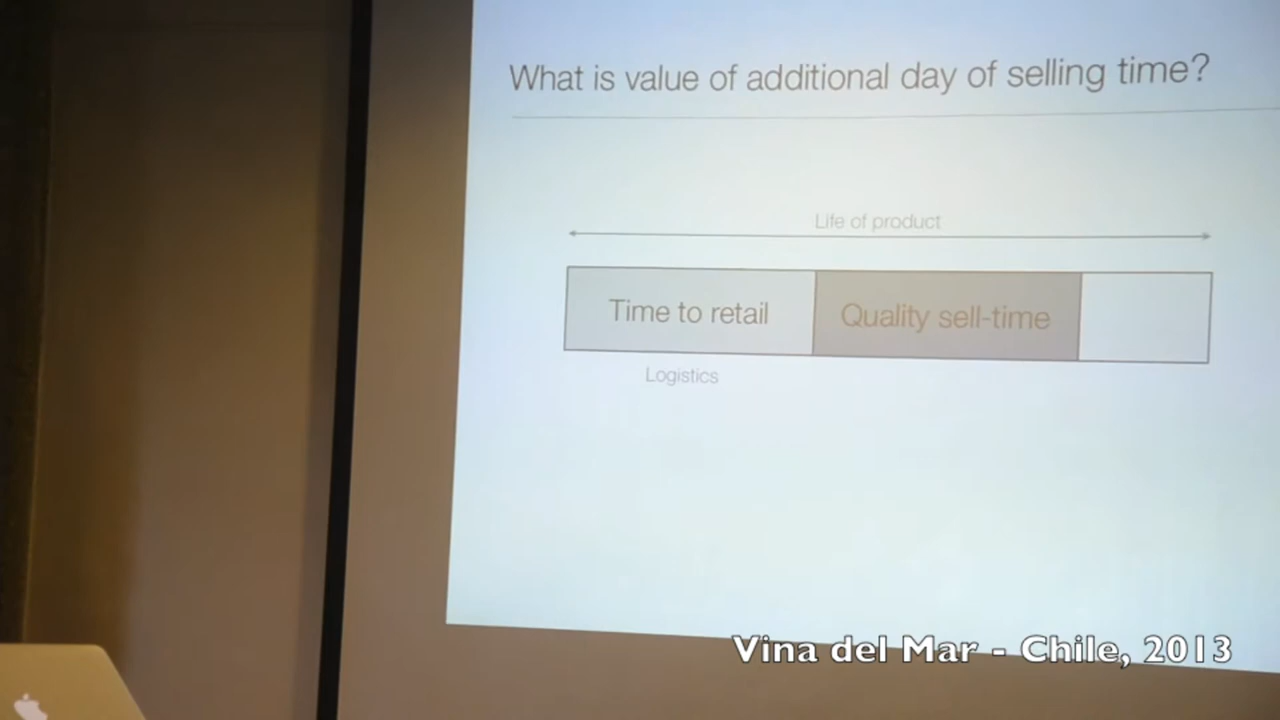 What is value of additional day of selling time?
Life of product
Time to retail
Quality sell-time
Logistics
Vina del Mar - Chile, 2013